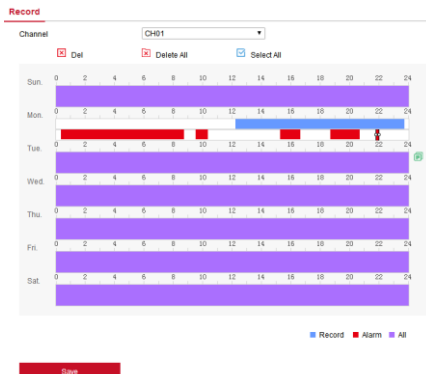 Record
Channel CH01
Del Delete All Select All
Sun. 0 2 4 6 8 10 12 14 16 18 20 22 24
Mon. 0 2 4 6 8 10 12 14 16 18 20 22 24
Tue. 0 2 4 6 8 10 12 14 16 18 20 22 24
Wed. 0 2 4 6 8 10 12 14 16 18 20 22 24
Thu. 0 2 4 6 8 10 12 14 16 18 20 22 24
Fri. 0 2 4 6 8 10 12 14 16 18 20 22 24
Sat. 0 2 4 6 8 10 12 14 16 18 20 22 24
Record Alarm All
Save